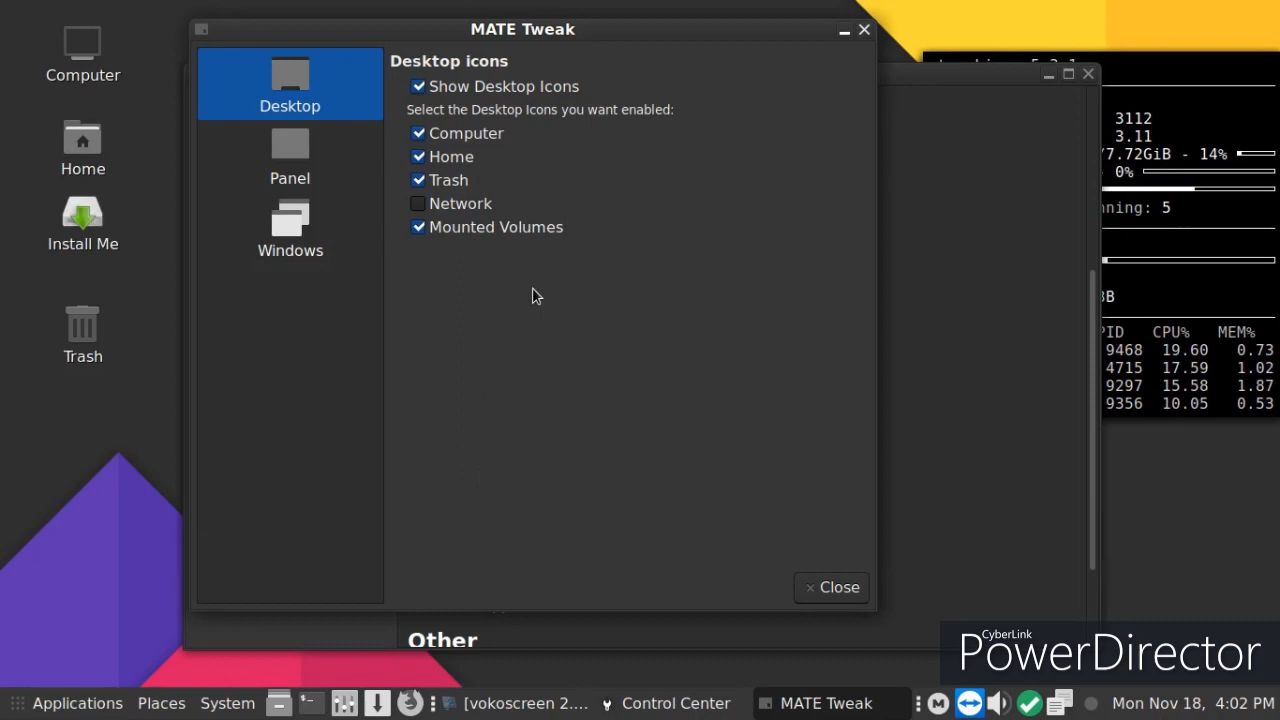 MATE Tweak
Computer
Home
Install Me
Trash
Desktop
Panel
Windows
Desktop icons
Show Desktop Icons
Select the Desktop Icons you want enabled:
Computer
Home
Trash
Network
Mounted Volumes
Close
Other
3112
3.11
/7.72GiB - 14%
0%
nning: 5
PID CPU% MEM%
9468 19.60 0.73
4715 17.59 1.02
9297 15.58 1.87
9356 10.05 0.53
CyberLink
PowerDirector
Applications Places System [vokoscreen 2.... Control Center MATE Tweak Mon Nov 18, 4:02 PM